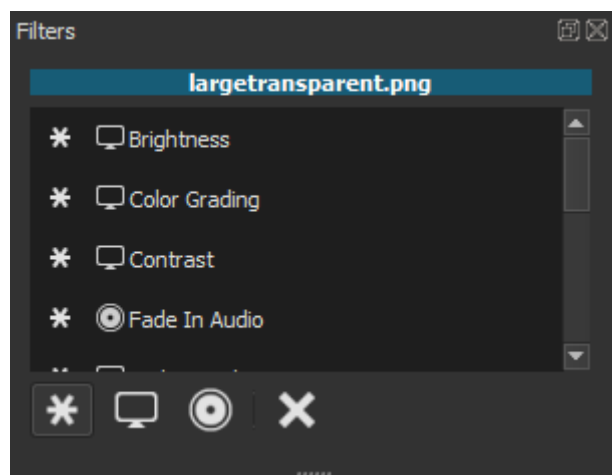 Filters
largetransparent.png
Brightness
Color Grading
Contrast
Fade In Audio